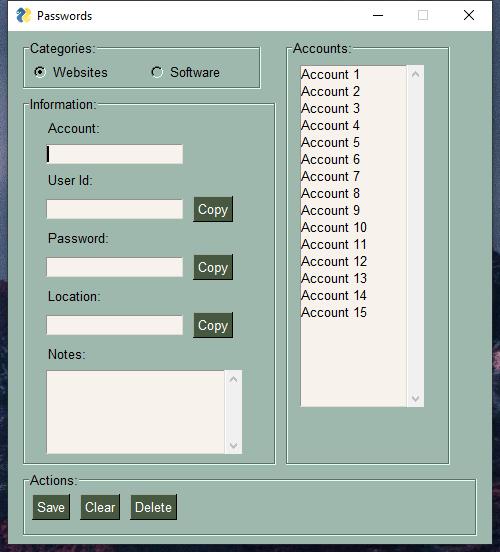 Passwords
Categories:
Websites
Software
Information:
Account:
User Id:
Copy
Password:
Copy
Location:
Copy
Notes:
Accounts:
Account 1
Account 2
Account 3
Account 4
Account 5
Account 6
Account 7
Account 8
Account 9
Account 10
Account 11
Account 12
Account 13
Account 14
Account 15
Actions:
Save
Clear
Delete